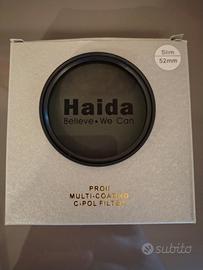 Slim
52mm
Haida
Believe • We Can
PROII
MULTI-COATING
C-POL FILTER
subito